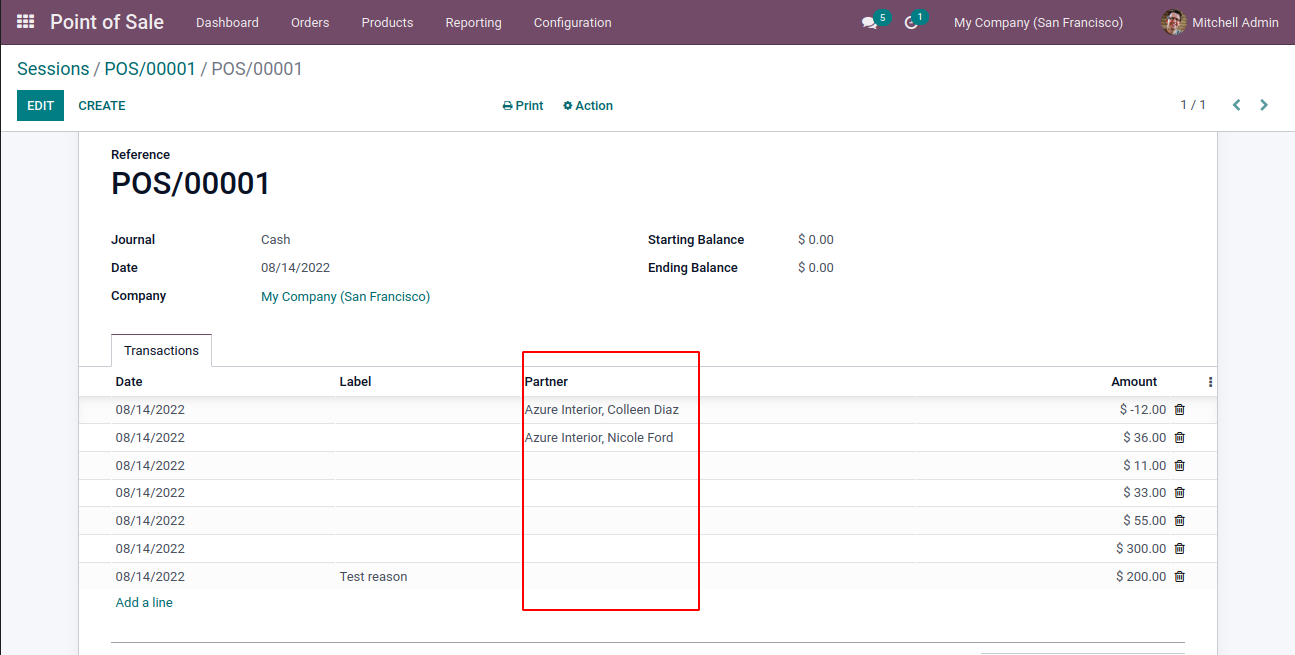 Point of Sale Dashboard Orders Products Reporting Configuration 5 1 My Company (San Francisco) Mitchell Admin
Sessions / POS/00001 / POS/00001
EDIT CREATE Print Action 1 / 1
Reference
POS/00001
Journal Cash Starting Balance $ 0.00
Date 08/14/2022 Ending Balance $ 0.00
Company My Company (San Francisco)
Transactions
Date Label Partner Amount
08/14/2022 Azure Interior, Colleen Diaz $ -12.00
08/14/2022 Azure Interior, Nicole Ford $ 36.00
08/14/2022 $ 11.00
08/14/2022 $ 33.00
08/14/2022 $ 55.00
08/14/2022 $ 300.00
08/14/2022 Test reason $ 200.00
Add a line